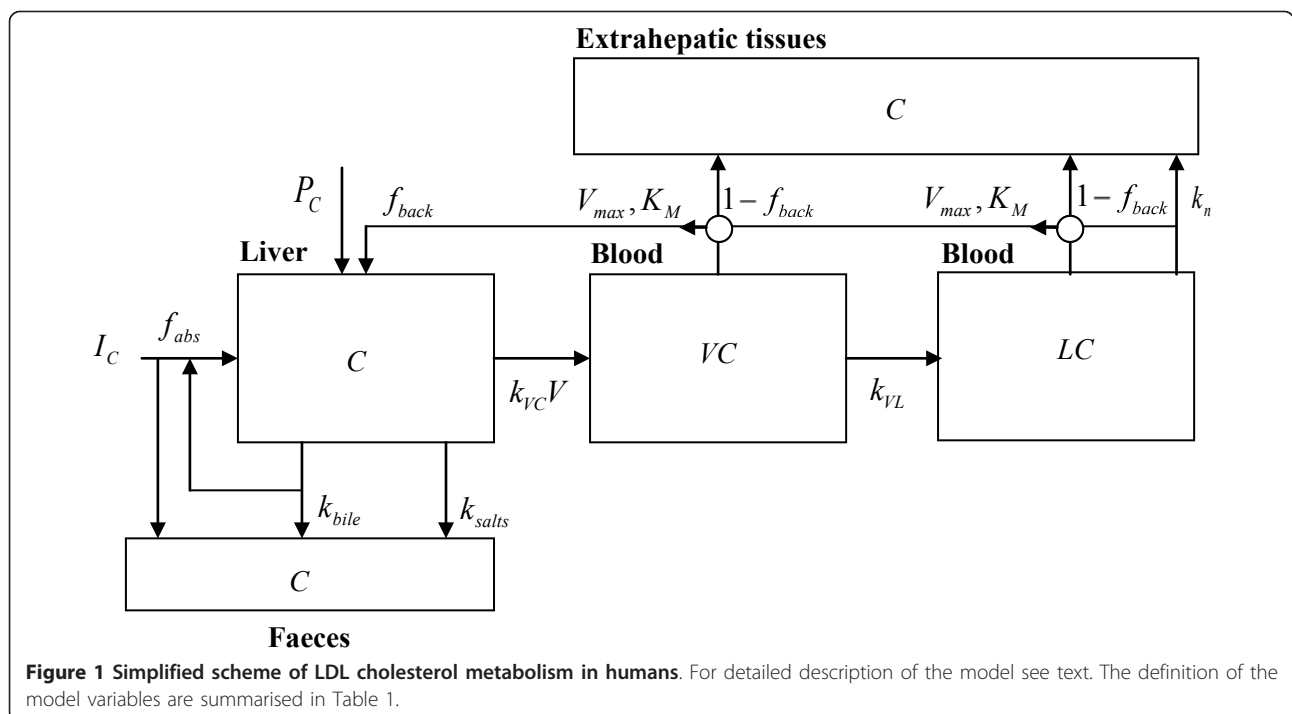 Extrahepatic tissues
C
P_C
f_back
V_max, K_M
1 − f_back
V_max, K_M
1 − f_back
k_n
Liver
Blood
Blood
I_C
f_abs
C
VC
LC
k_VC V
k_VL
k_bile
k_salts
C
Faeces
Figure 1 Simplified scheme of LDL cholesterol metabolism in humans. For detailed description of the model see text. The definition of the
model variables are summarised in Table 1.